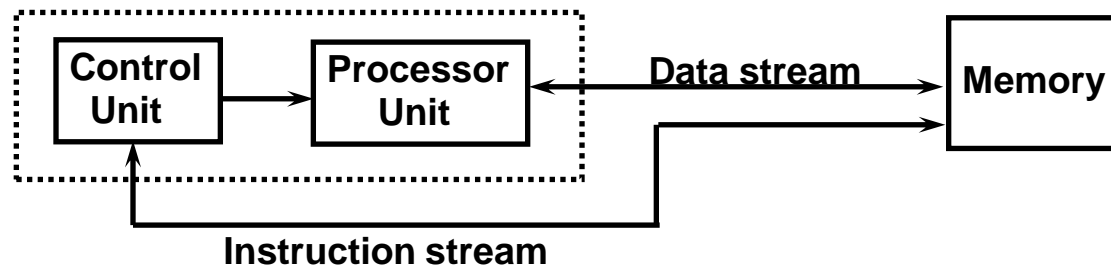 Control
Unit
Processor
Unit
Data stream
Memory
Instruction stream